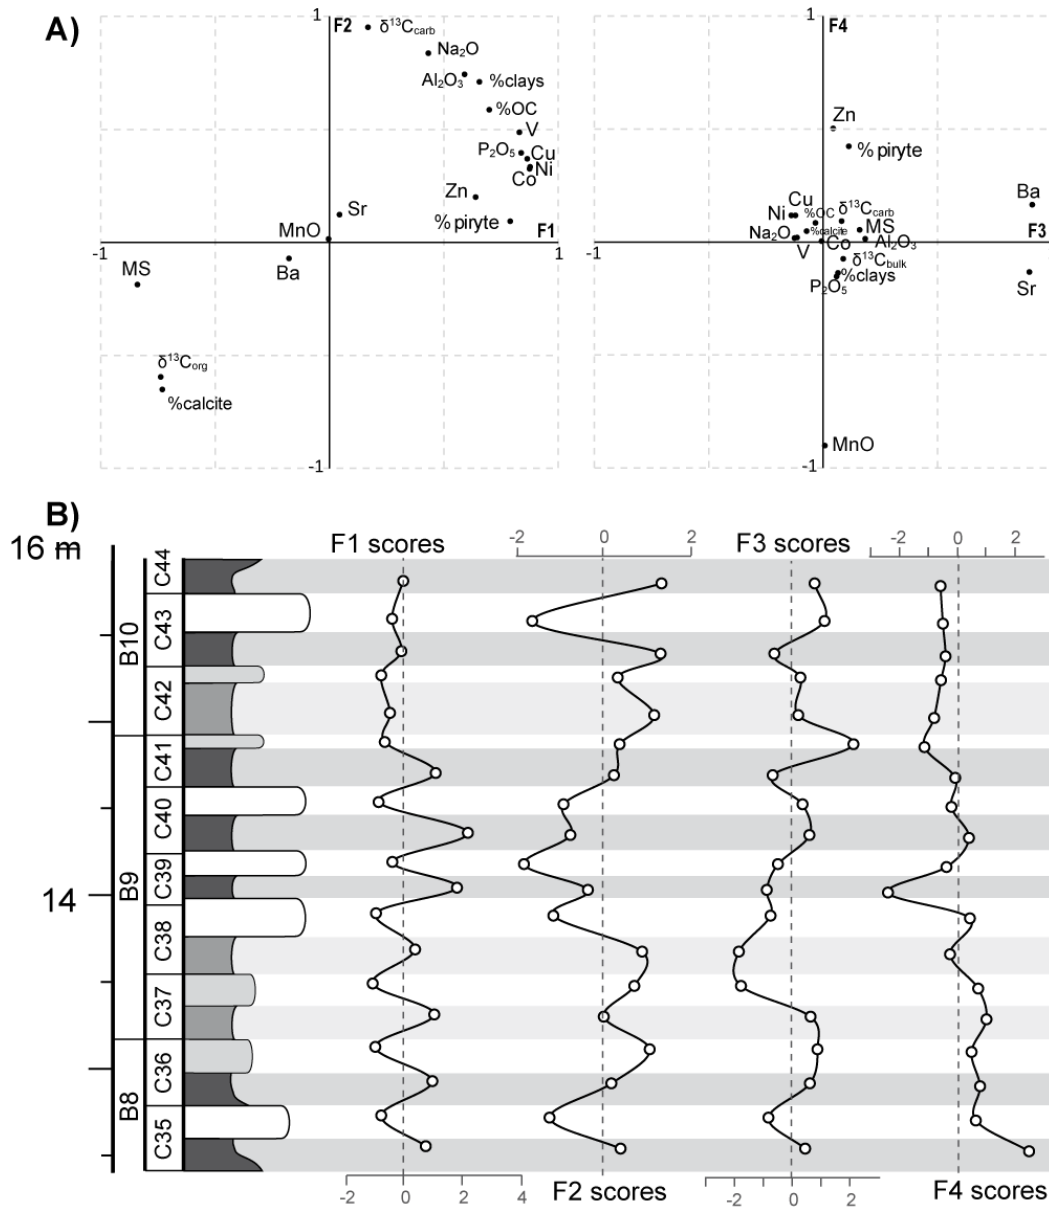 A)
1
F2
δ¹³Ccarb
Na₂O
Al₂O₃
%clays
%OC
V
P₂O₅
Cu
Ni
Co
Zn
% piryte
Sr
MnO
F1
-1
1
MS
Ba
δ¹³Corg
%calcite
-1
1
F4
Zn
% piryte
Ba
Cu
Ni
%OC
δ¹³Ccarb
MS
Na₂O
%calcite
Co
Al₂O₃
F3
-1
1
V
δ¹³Cbulk
%clays
P₂O₅
Sr
MnO
-1
B)
16 m
F1 scores
-2 0 2
F3 scores
-2 0 2
C44
B10
C43
C42
C41
C40
14
B9
C39
C38
C37
C36
B8
C35
-2 0 2 4
F2 scores
-2 0 2
F4 scores